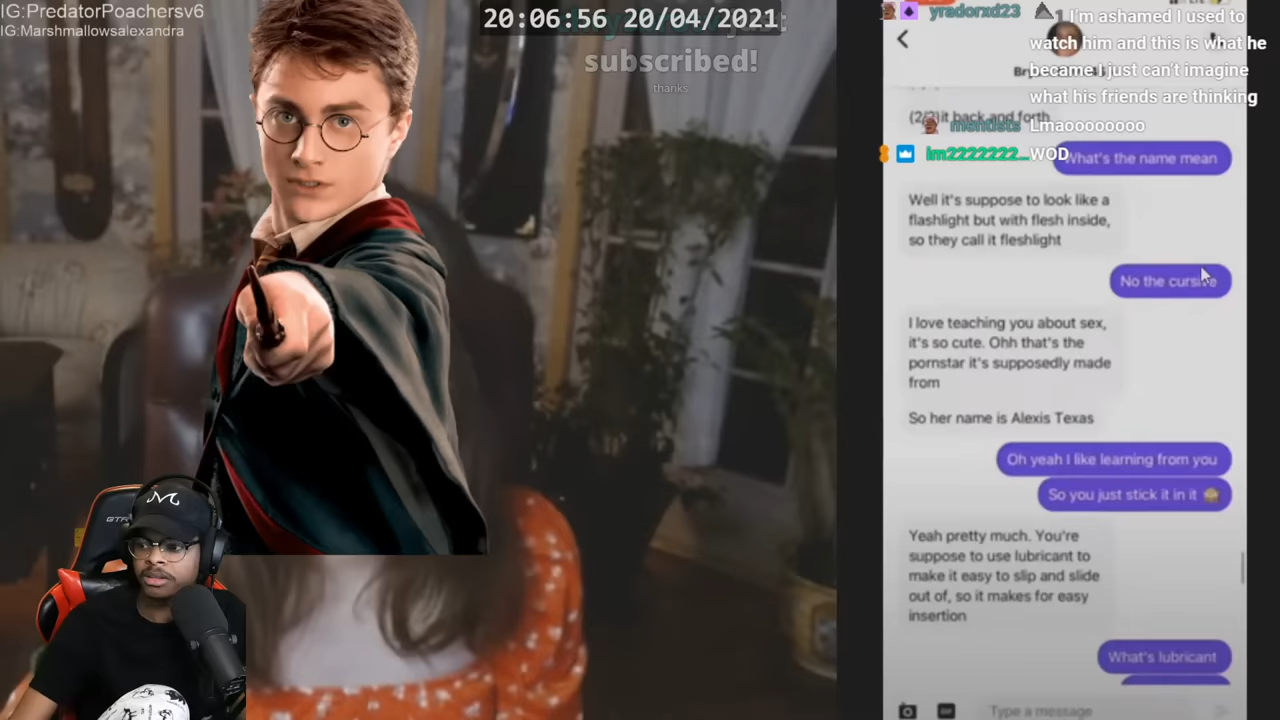 IG:PredatorPoachersv6
IG:Marshmallowsalexandra
20:06:56 20/04/2021
subscribed!
thanks
yradorxd23 I'm ashamed I used to
watch him and this is what he
became I just can't imagine
what his friends are thinking
Lmaoooooooo
im2222222... WOD
it back and forth
What's the name mean
Well it's suppose to look like a
flashlight but with flesh inside,
so they call it fleshlight
No the cursive
I love teaching you about sex,
it's so cute. Ohh that's the
pornstar it's supposedly made
from
So her name is Alexis Texas
Oh yeah I like learning from you
So you just stick it in it
Yeah pretty much. You're
suppose to use lubricant to
make it easy to slip and slide
out of, so it makes for easy
insertion
What's lubricant
Type a message